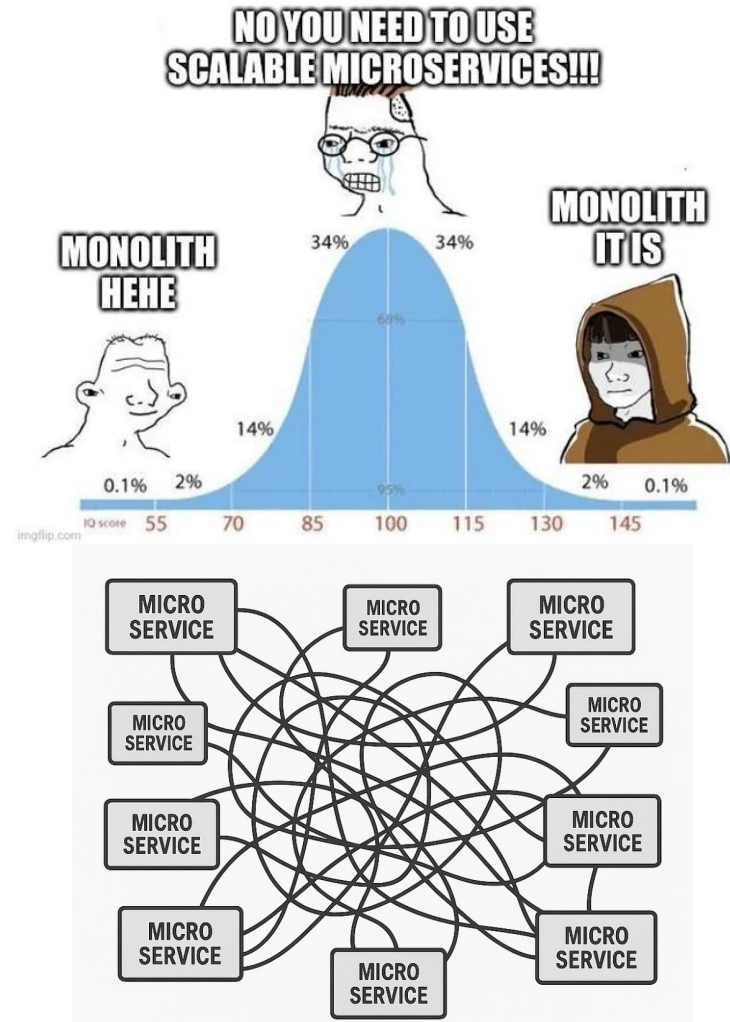 NO YOU NEED TO USE
SCALABLE MICROSERVICES!!!
MONOLITH
HEHE
MONOLITH
IT IS
34%
34%
68%
14%
14%
95%
0.1%
2%
2%
0.1%
IQ score
55
70
85
100
115
130
145
imgflip.com
MICRO
SERVICE
MICRO
SERVICE
MICRO
SERVICE
MICRO
SERVICE
MICRO
SERVICE
MICRO
SERVICE
MICRO
SERVICE
MICRO
SERVICE
MICRO
SERVICE
MICRO
SERVICE